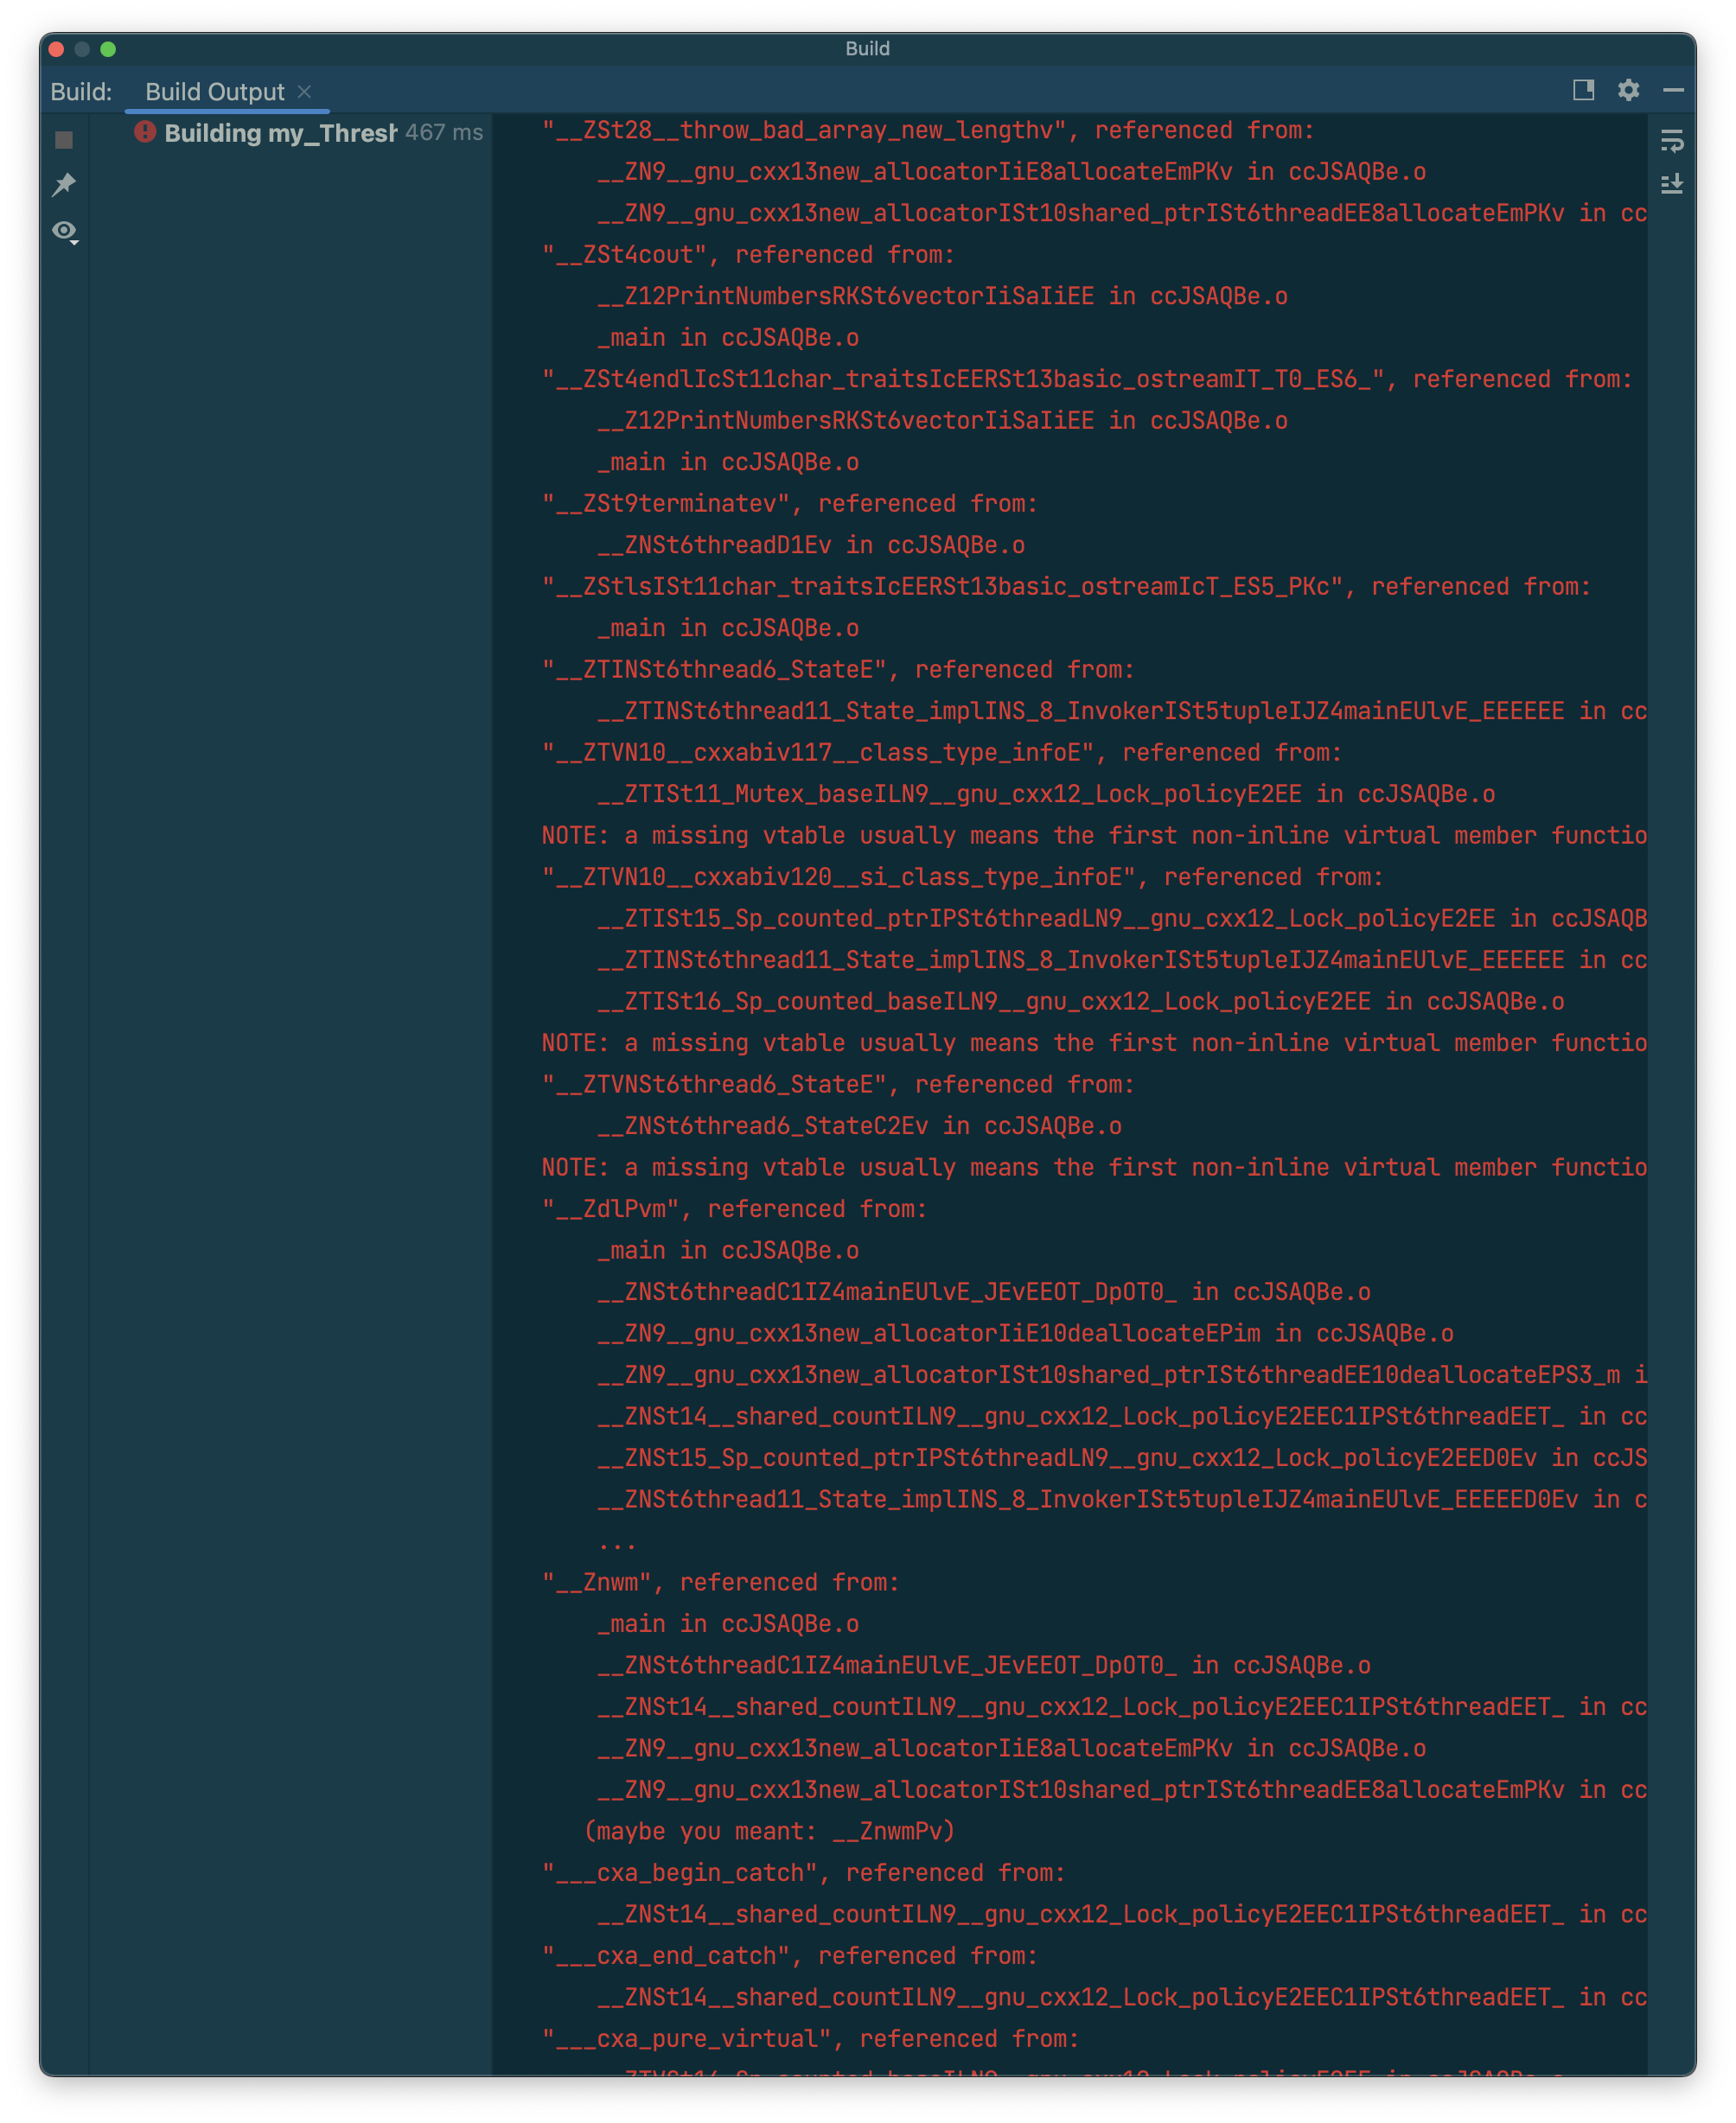 Build
Build: Build Output
Building my_Thresh 467 ms
"__ZSt28__throw_bad_array_new_lengthv", referenced from:
__ZN9__gnu_cxx13new_allocatorIiE8allocateEmPKv in ccJSAQBe.o
__ZN9__gnu_cxx13new_allocatorISt10shared_ptrISt6threadEE8allocateEmPKv in cc
"__ZSt4cout", referenced from:
__Z12PrintNumbersRKSt6vectorIiSaIiEE in ccJSAQBe.o
_main in ccJSAQBe.o
"__ZSt4endlIcSt11char_traitsIcEERSt13basic_ostreamIT_T0_ES6_", referenced from:
__Z12PrintNumbersRKSt6vectorIiSaIiEE in ccJSAQBe.o
_main in ccJSAQBe.o
"__ZSt9terminatev", referenced from:
__ZNSt6threadD1Ev in ccJSAQBe.o
"__ZStlsISt11char_traitsIcEERSt13basic_ostreamIcT_ES5_PKc", referenced from:
_main in ccJSAQBe.o
"__ZTINSt6thread6_StateE", referenced from:
__ZTINSt6thread11_State_implINS_8_InvokerISt5tupleIJZ4mainEUlvE_EEEEEE in cc
"__ZTVN10__cxxabiv117__class_type_infoE", referenced from:
__ZTISt11_Mutex_baseILN9__gnu_cxx12_Lock_policyE2EE in ccJSAQBe.o
NOTE: a missing vtable usually means the first non-inline virtual member functio
"__ZTVN10__cxxabiv120__si_class_type_infoE", referenced from:
__ZTISt15_Sp_counted_ptrIPSt6threadLN9__gnu_cxx12_Lock_policyE2EE in ccJSAQB
__ZTINSt6thread11_State_implINS_8_InvokerISt5tupleIJZ4mainEUlvE_EEEEEE in cc
__ZTISt16_Sp_counted_baseILN9__gnu_cxx12_Lock_policyE2EE in ccJSAQBe.o
NOTE: a missing vtable usually means the first non-inline virtual member functio
"__ZTVNSt6thread6_StateE", referenced from:
__ZNSt6thread6_StateC2Ev in ccJSAQBe.o
NOTE: a missing vtable usually means the first non-inline virtual member functio
"__ZdlPvm", referenced from:
_main in ccJSAQBe.o
__ZNSt6threadC1IZ4mainEUlvE_JEvEEOT_DpOT0_ in ccJSAQBe.o
__ZN9__gnu_cxx13new_allocatorIiE10deallocateEPim in ccJSAQBe.o
__ZN9__gnu_cxx13new_allocatorISt10shared_ptrISt6threadEE10deallocateEPS3_m i
__ZNSt14__shared_countILN9__gnu_cxx12_Lock_policyE2EEC1IPSt6threadEET_ in cc
__ZNSt15_Sp_counted_ptrIPSt6threadLN9__gnu_cxx12_Lock_policyE2EED0Ev in ccJS
__ZNSt6thread11_State_implINS_8_InvokerISt5tupleIJZ4mainEUlvE_EEEEED0Ev in c
...
"__Znwm", referenced from:
_main in ccJSAQBe.o
__ZNSt6threadC1IZ4mainEUlvE_JEvEEOT_DpOT0_ in ccJSAQBe.o
__ZNSt14__shared_countILN9__gnu_cxx12_Lock_policyE2EEC1IPSt6threadEET_ in cc
__ZN9__gnu_cxx13new_allocatorIiE8allocateEmPKv in ccJSAQBe.o
__ZN9__gnu_cxx13new_allocatorISt10shared_ptrISt6threadEE8allocateEmPKv in cc
(maybe you meant: __ZnwmPv)
"___cxa_begin_catch", referenced from:
__ZNSt14__shared_countILN9__gnu_cxx12_Lock_policyE2EEC1IPSt6threadEET_ in cc
"___cxa_end_catch", referenced from:
__ZNSt14__shared_countILN9__gnu_cxx12_Lock_policyE2EEC1IPSt6threadEET_ in cc
"___cxa_pure_virtual", referenced from: